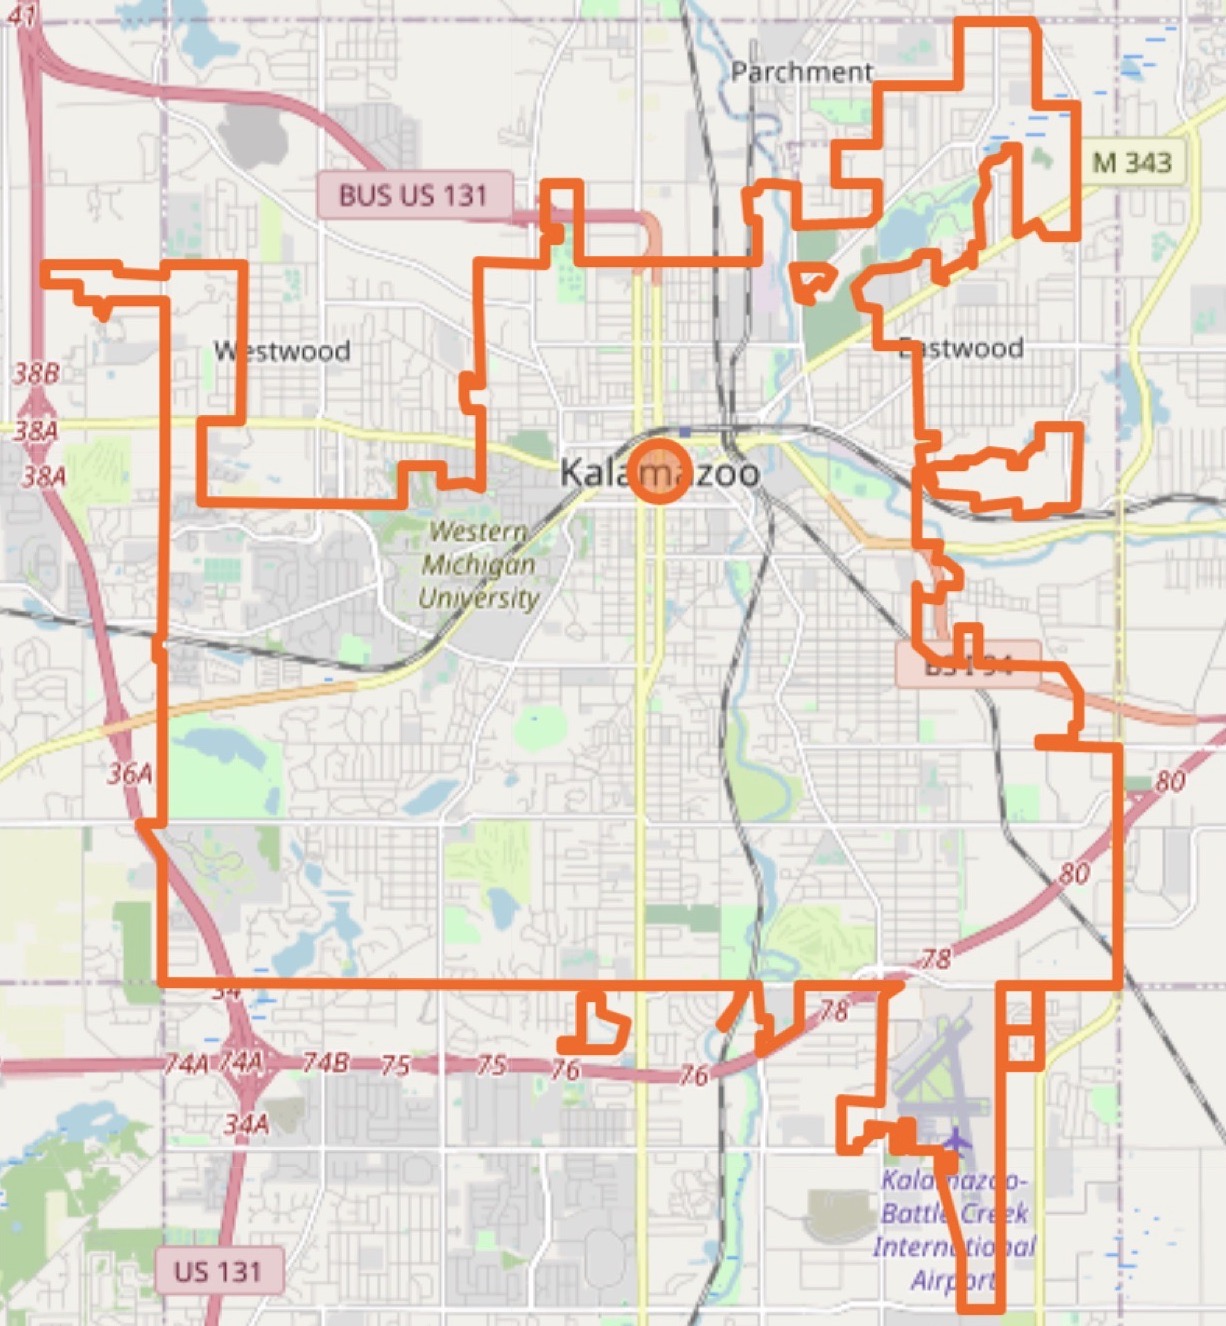 41
Parchment
M 343
BUS US 131
Westwood
Eastwood
38B
38A
38A
Kalamazoo
Western
Michigan
University
BS I 94
36A
80
80
78
34
78
74A
74A
74B
75
75
76
76
34A
Kalamazoo-
Battle Creek
International
Airport
US 131